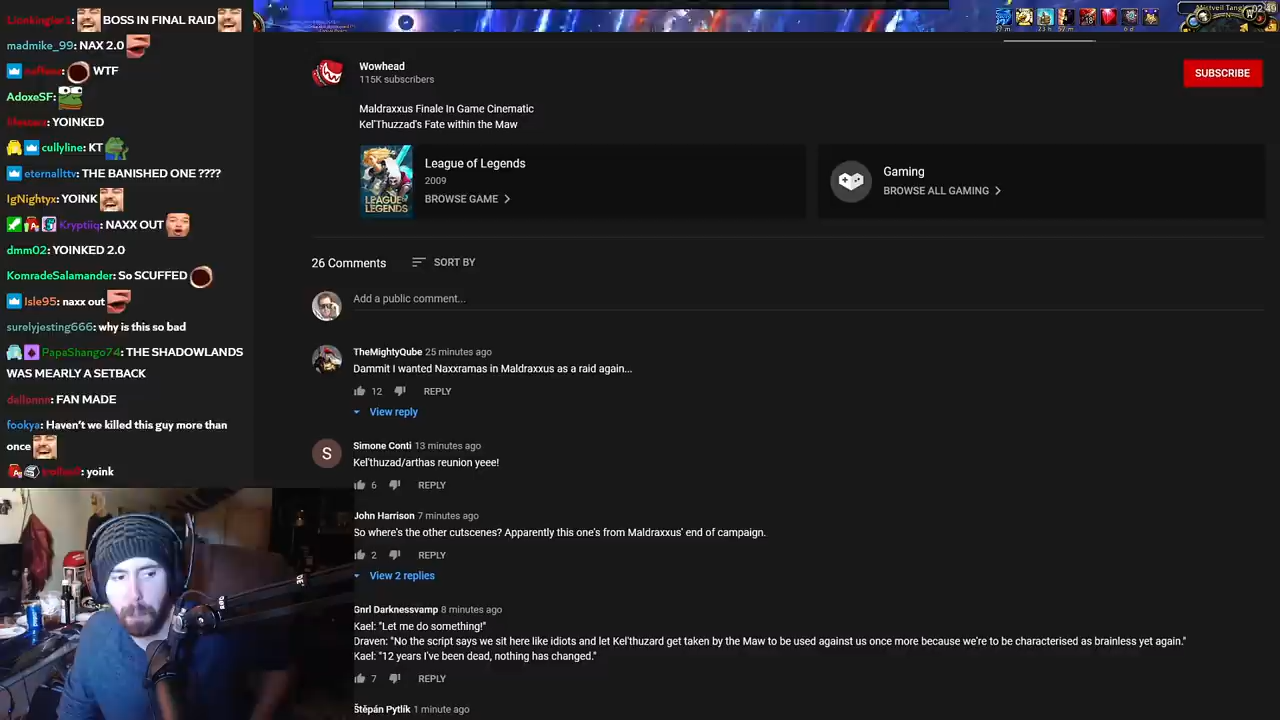 BOSS IN FINAL RAID
madmike_99: NAX 2.0
WTF
AdoxeSF:
YOINKED
cullyline: KT
eternallttv: THE BANISHED ONE ????
IgNightyx: YOINK
Kryptiiq: NAXX OUT
dmm02: YOINKED 2.0
KomradeSalamander: So SCUFFED
Isle95: naxx out
surelyjesting666: why is this so bad
PapaShango74: THE SHADOWLANDS
WAS MEARLY A SETBACK
dallonnn: FAN MADE
fookya: Haven't we killed this guy more than
once
yoink
Wowhead
115K subscribers
SUBSCRIBE
Maldraxxus Finale In Game Cinematic
Kel'Thuzzad's Fate within the Maw
LEAGUE OF LEGENDS
League of Legends
2009
BROWSE GAME
Gaming
BROWSE ALL GAMING
26 Comments
SORT BY
Add a public comment...
TheMightyQube 25 minutes ago
Dammit I wanted Naxxramas in Maldraxxus as a raid again...
12
REPLY
View reply
S
Simone Conti 13 minutes ago
Kel'thuzad/arthas reunion yeee!
6
REPLY
John Harrison 7 minutes ago
So where's the other cutscenes? Apparently this one's from Maldraxxus' end of campaign.
2
REPLY
View 2 replies
Gnrl Darknessvamp 8 minutes ago
Kael: "Let me do something!"
Draven: "No the script says we sit here like idiots and let Kel'thuzard get taken by the Maw to be used against us once more because we're to be characterised as brainless yet again."
Kael: "12 years I've been dead, nothing has changed."
7
REPLY
Štěpán Pytlík 1 minute ago